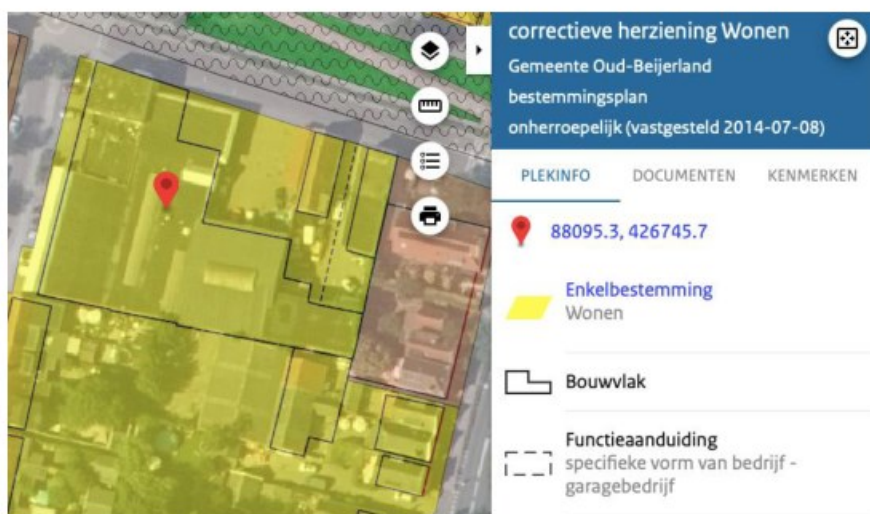 correctieve herziening Wonen
Gemeente Oud-Beijerland
bestemmingsplan
onherroepelijk (vastgesteld 2014-07-08)
PLEKINFO DOCUMENTEN KENMERKEN
88095.3, 426745.7
Enkelbestemming
Wonen
Bouwvlak
Functieaanduiding
specifieke vorm van bedrijf -
garagebedrijf